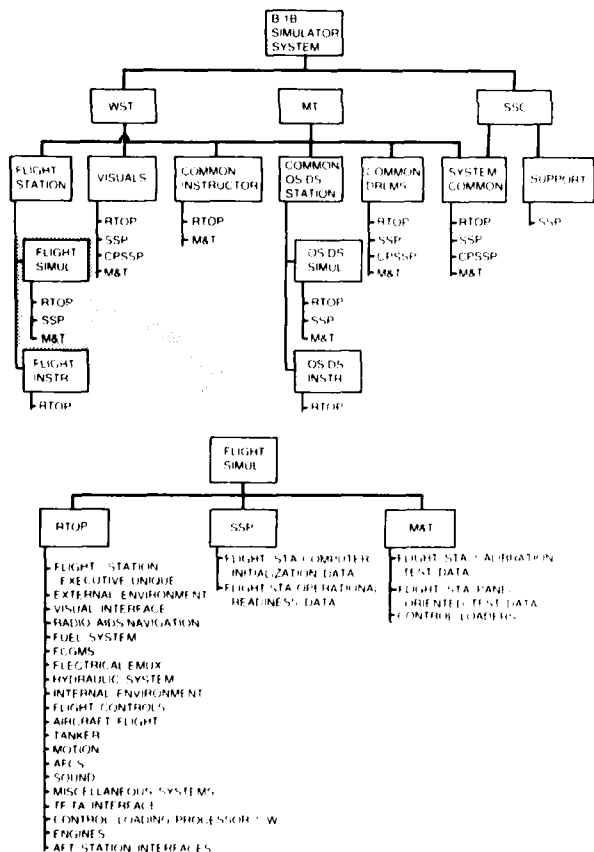 B-1B
SIMULATOR
SYSTEM
WST
MT
SSC
FLIGHT
STATION
VISUALS
COMMON
INSTRUCTOR
COMMON
OS DS
STATION
COMMON
DRLMS
SYSTEM
COMMON
SUPPORT
RTOP
SSP
CPSSP
M&T
RTOP
M&T
RTOP
SSP
CPSSP
M&T
RTOP
SSP
CPSSP
M&T
SSP
FLIGHT
SIMUL
RTOP
SSP
M&T
FLIGHT
INSTR
RTOP
OS DS
SIMUL
RTOP
SSP
M&T
OS DS
INSTR
RTOP
FLIGHT
SIMUL
RTOP
SSP
M&T
FLIGHT STATION
EXECUTIVE UNIQUE
EXTERNAL ENVIRONMENT
VISUAL INTERFACE
RADIO AIDS NAVIGATION
FUEL SYSTEM
FCGMS
ELECTRICAL EMUX
HYDRAULIC SYSTEM
INTERNAL ENVIRONMENT
FLIGHT CONTROLS
AIRCRAFT FLIGHT
TANKER
MOTION
AFCS
SOUND
MISCELLANEOUS SYSTEMS
TF TA INTERFACE
CONTROL LOADING PROCESSOR
ENGINES
AFT STATION INTERFACES
FLIGHT STA COMPUTER
INITIALIZATION DATA
FLIGHT STA OPERATIONAL
READINESS DATA
FLIGHT STA CALIBRATION
TEST DATA
FLIGHT STA PANEL
ORIENTED TEST DATA
CONTROL LOADERS